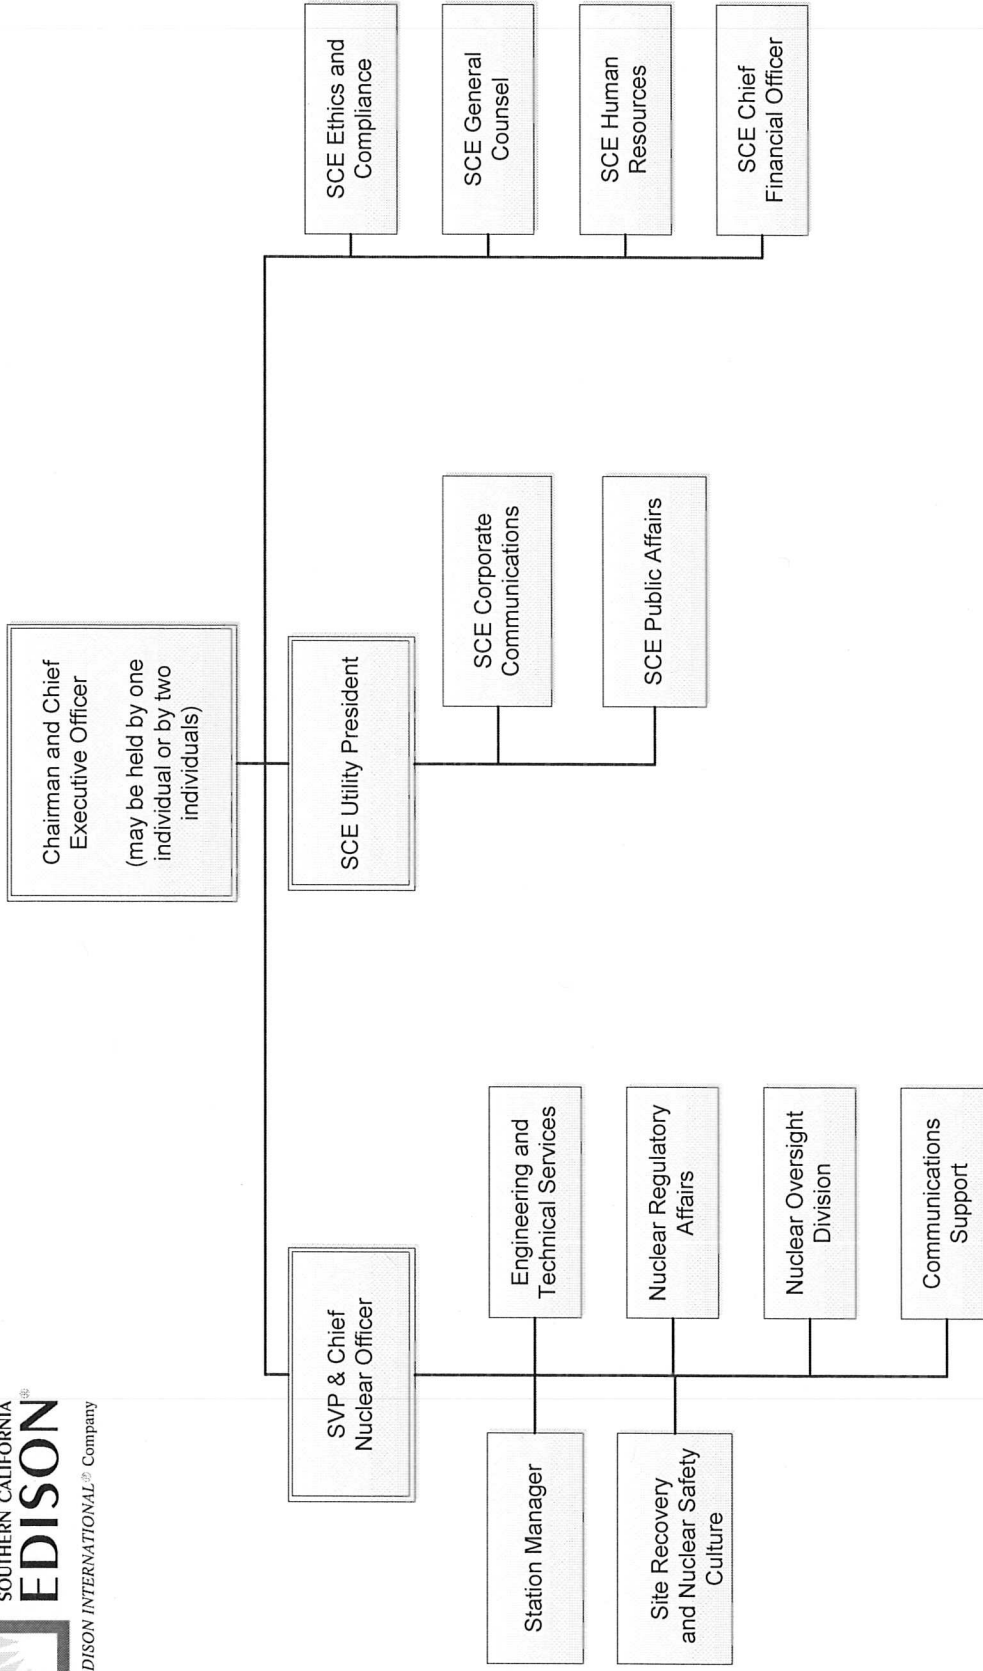 SOUTHERN CALIFORNIA
EDISON®
DISON INTERNATIONAL® Company
Chairman and Chief
Executive Officer
(may be held by one
individual or by two
individuals)
SVP & Chief
Nuclear Officer
SCE Utility President
Station Manager
Site Recovery
and Nuclear Safety
Culture
Engineering and
Technical Services
Nuclear Regulatory
Affairs
Nuclear Oversight
Division
Communications
Support
SCE Corporate
Communications
SCE Public Affairs
SCE Ethics and
Compliance
SCE General
Counsel
SCE Human
Resources
SCE Chief
Financial Officer